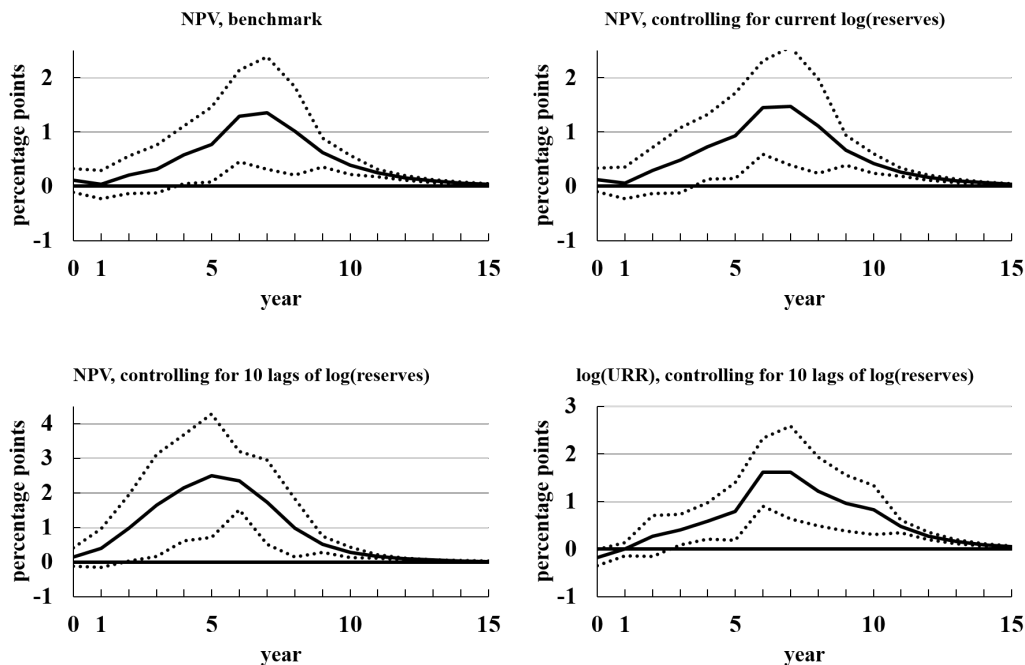 NPV, benchmark
percentage points
2
1
0
-1
0 1 5 10 15
year
NPV, controlling for current log(reserves)
percentage points
2
1
0
-1
0 1 5 10 15
year
NPV, controlling for 10 lags of log(reserves)
percentage points
4
3
2
1
0
-1
0 1 5 10 15
year
log(URR), controlling for 10 lags of log(reserves)
percentage points
3
2
1
0
-1
0 1 5 10 15
year